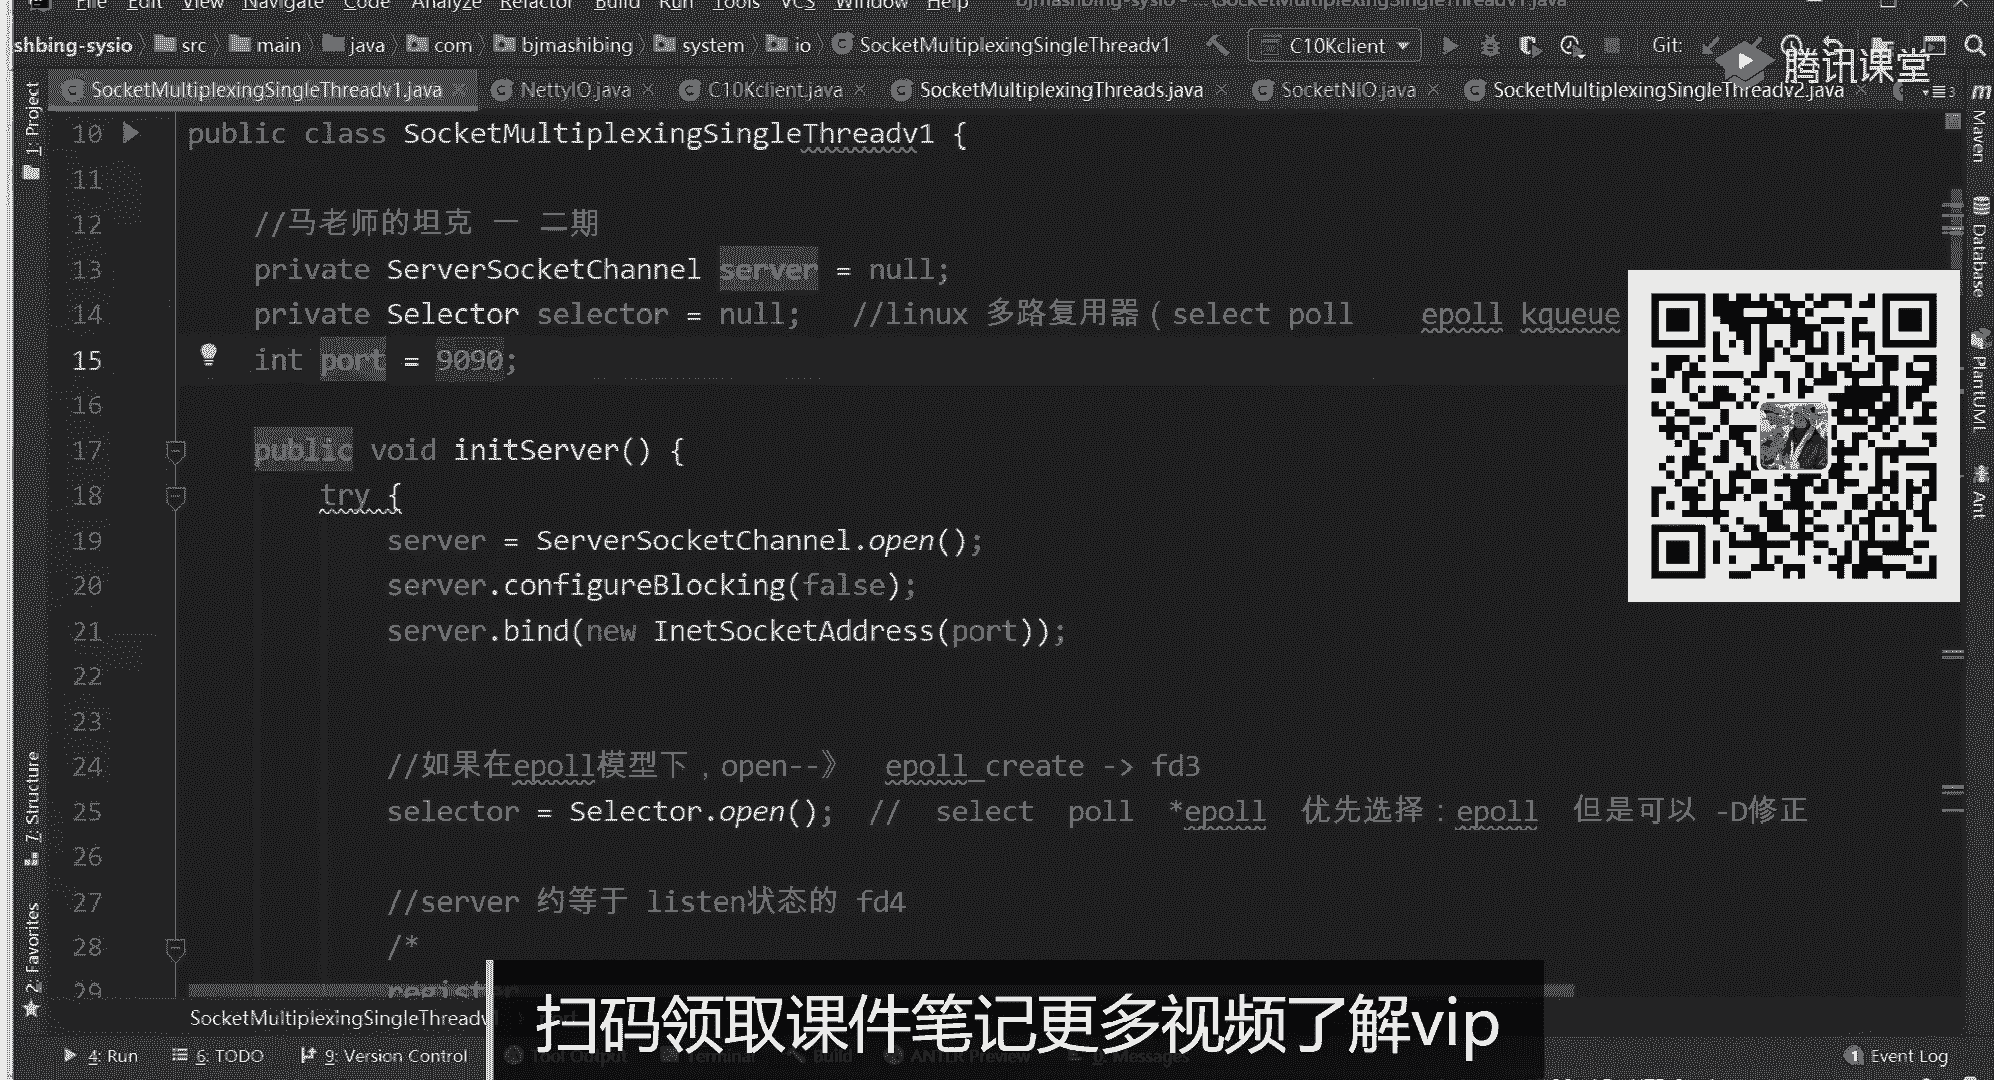 File Edit View Navigate Code Analyze Refactor Build Run Tools VCS Window Help
shbing-sysio src main java com bjmashibing system io SocketMultiplexingSingleThreadv1 C10Kclient Git:
腾讯课堂
SocketMultiplexingSingleThreadv1.java NettyIO.java C10Kclient.java SocketMultiplexingThreads.java SocketNIO.java SocketMultiplexingSingleThreadv2.java
1: Project
Maven
Database
PlantUML
Ant
7: Structure
2: Favorites
10 public class SocketMultiplexingSingleThreadv1 {
11
12 //马老师的坦克 一 二期
13 private ServerSocketChannel server = null;
14 private Selector selector = null; //linux 多路复用器（select poll epoll kqueue
15 int port = 9090;
16
17 public void initServer() {
18 try {
19 server = ServerSocketChannel.open();
20 server.configureBlocking(false);
21 server.bind(new InetSocketAddress(port));
22
23
24 //如果在epoll模型下，open--》 epoll_create -> fd3
25 selector = Selector.open(); // select poll *epoll 优先选择：epoll 但是可以 -D修正
26
27 //server 约等于 listen状态的 fd4
28 /*
29 register
SocketMultiplexingSingleThreadv
扫码领取课件笔记更多视频了解vip
4: Run 6: TODO 9: Version Control Terminal Build ANTLR Preview 0: Messages
1 Event Log